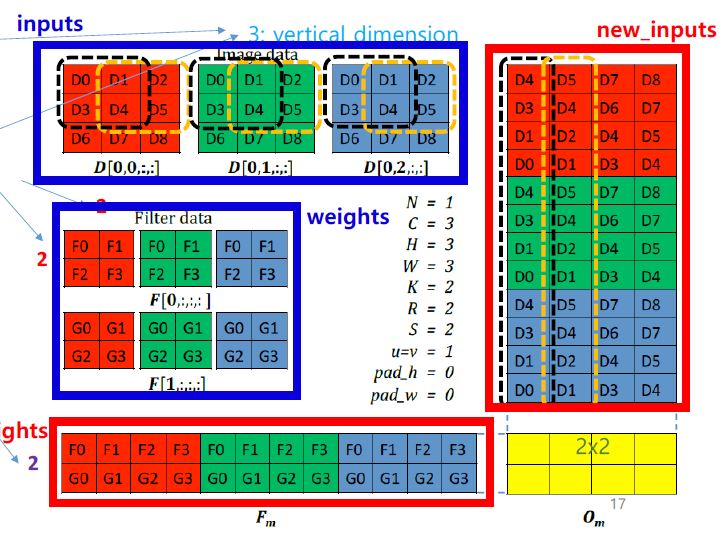 inputs
3: vertical dimension
new_inputs
Image data
D0 D1 D2 D0 D1 D2 D0 D1 D2
D3 D4 D5 D3 D4 D5 D3 D4 D5
D6 D7 D8 D6 D7 D8 D6 D7 D8
D[0,0,:,:] D[0,1,:,:] D[0,2,:,:]
D4 D5 D7 D8
D3 D4 D6 D7
D1 D2 D4 D5
D0 D1 D3 D4
D4 D5 D7 D8
D3 D4 D6 D7
D1 D2 D4 D5
D0 D1 D3 D4
D4 D5 D7 D8
D3 D4 D6 D7
D1 D2 D4 D5
D0 D1 D3 D4
Filter data
weights
2
F0 F1 F0 F1 F0 F1
F2 F3 F2 F3 F2 F3
F[0,:,:,:]
G0 G1 G0 G1 G0 G1
G2 G3 G2 G3 G2 G3
F[1,:,:,:]
N = 1
C = 3
H = 3
W = 3
K = 2
R = 2
S = 2
u=v = 1
pad_h = 0
pad_w = 0
ights
2
F0 F1 F2 F3 F0 F1 F2 F3 F0 F1 F2 F3
G0 G1 G2 G3 G0 G1 G2 G3 G0 G1 G2 G3
Fm
2x2
17
Om